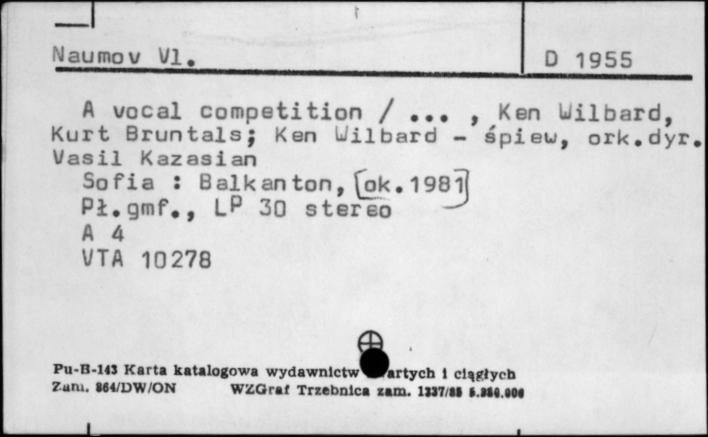 Naumov Vl.
D 1955
A vocal competition / ... , Ken Wilbard,
Kurt Bruntals; Ken Wilbard - śpiew, ork.dyr.
Vasil Kazasian
Sofia : Balkanton, [ok.1981]
Pł.gmf., LP 30 stereo
A 4
VTA 10278
Pu-B-143 Karta katalogowa wydawnictw artych i ciągłych
Zam. 864/DW/ON WZGraf Trzebnica zam. 1337/85